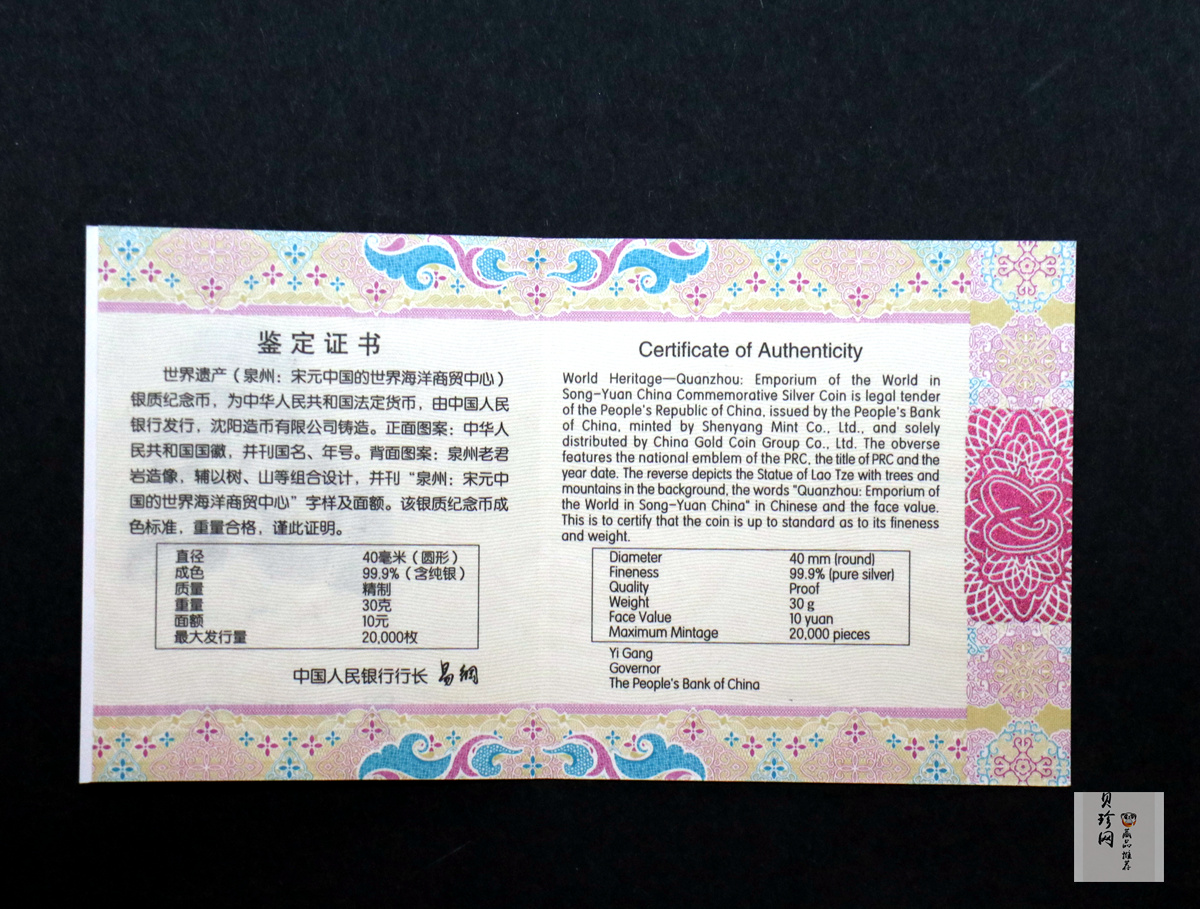 鉴定证书
世界遗产（泉州：宋元中国的世界海洋商贸中心）
银质纪念币，为中华人民共和国法定货币，由中国人民
银行发行，沈阳造币有限公司铸造。正面图案：中华人
民共和国国徽，并刊国名、年号。背面图案：泉州老君
岩造像，辅以树、山等组合设计，并刊“泉州：宋元中
国的世界海洋商贸中心”字样及面额。该银质纪念币成
色标准，重量合格，谨此证明。
直径 40毫米（圆形）
成色 99.9%（含纯银）
质量 精制
重量 30克
面额 10元
最大发行量 20,000枚
中国人民银行行长 易纲
Certificate of Authenticity
World Heritage—Quanzhou: Emporium of the World in
Song-Yuan China Commemorative Silver Coin is legal tender
of the People's Republic of China, issued by the People's Bank
of China, minted by Shenyang Mint Co., Ltd., and solely
distributed by China Gold Coin Group Co., Ltd. The obverse
features the national emblem of the PRC, the title of PRC and the
year date. The reverse depicts the Statue of Lao Tze with trees and
mountains in the background, the words "Quanzhou: Emporium of
the World in Song-Yuan China" in Chinese and the face value.
This is to certify that the coin is up to standard as to its fineness
and weight.
Diameter 40 mm (round)
Fineness 99.9% (pure silver)
Quality Proof
Weight 30 g
Face Value 10 yuan
Maximum Mintage 20,000 pieces
Yi Gang
Governor
The People's Bank of China
贝珍网
藏品推荐